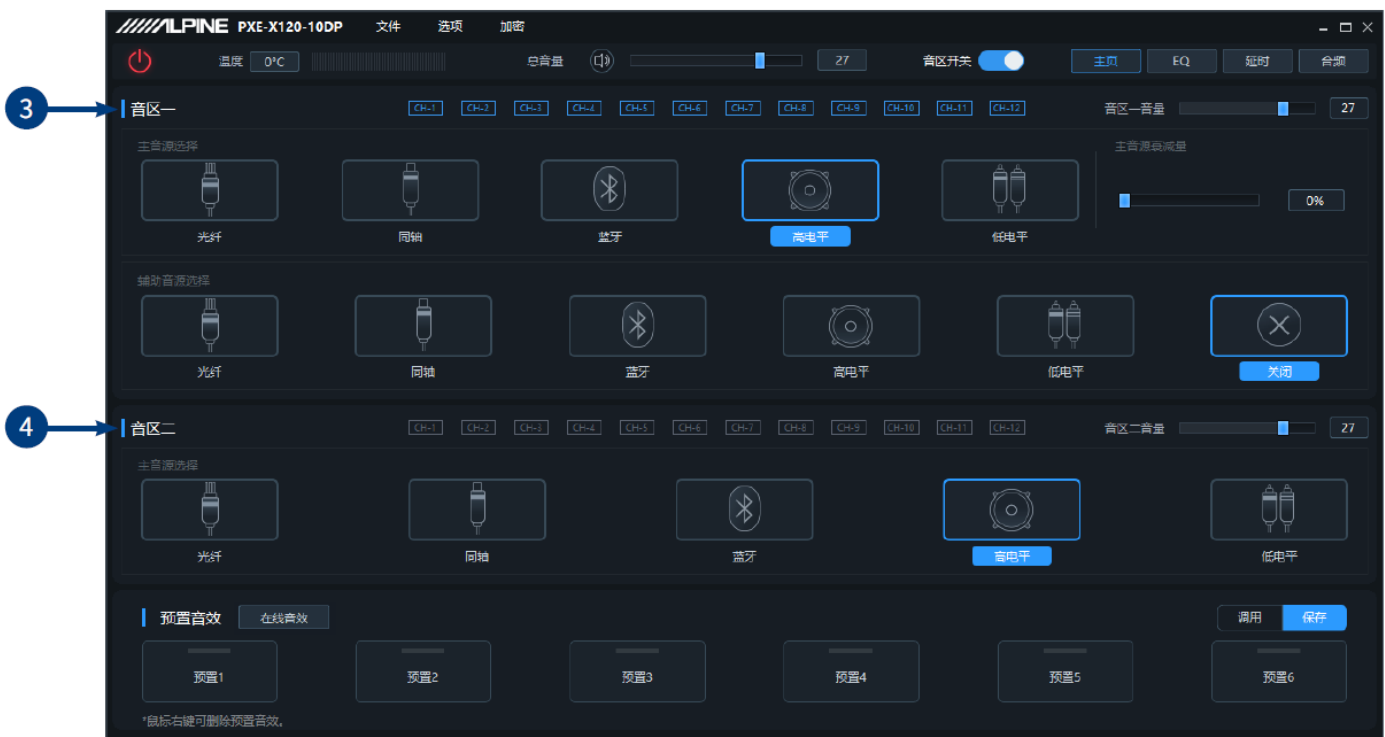 ALPINE PXE-X120-10DP 文件 选项 加密
温度 0°C 总音量 27 音区开关 主页 EQ 延时 音频
3 音区一 CH-1 CH-2 CH-3 CH-4 CH-5 CH-6 CH-7 CH-8 CH-9 CH-10 CH-11 CH-12 音区一音量 27
主音源选择 主音源衰减量
0%
光纤 同轴 蓝牙 高电平 低电平
辅助音源选择
光纤 同轴 蓝牙 高电平 低电平 关闭
4 音区二 CH-1 CH-2 CH-3 CH-4 CH-5 CH-6 CH-7 CH-8 CH-9 CH-10 CH-11 CH-12 音区二音量 27
主音源选择
光纤 同轴 蓝牙 高电平 低电平
预置音效 在线音效 调用 保存
预置1 预置2 预置3 预置4 预置5 预置6
*鼠标右键可删除预置音效。